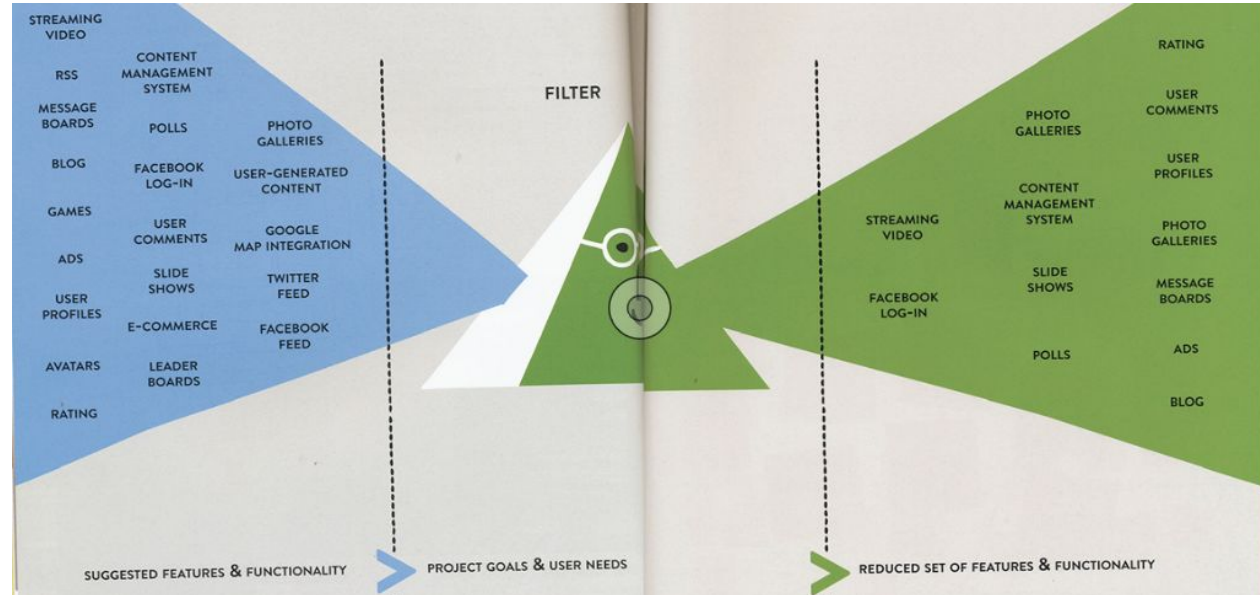 STREAMING
VIDEO
RSS
MESSAGE
BOARDS
BLOG
GAMES
ADS
USER
PROFILES
AVATARS
RATING
CONTENT
MANAGEMENT
SYSTEM
POLLS
FACEBOOK
LOG-IN
USER
COMMENTS
SLIDE
SHOWS
E-COMMERCE
LEADER
BOARDS
PHOTO
GALLERIES
USER-GENERATED
CONTENT
GOOGLE
MAP INTEGRATION
TWITTER
FEED
FACEBOOK
FEED
FILTER
STREAMING
VIDEO
FACEBOOK
LOG-IN
PHOTO
GALLERIES
CONTENT
MANAGEMENT
SYSTEM
SLIDE
SHOWS
POLLS
RATING
USER
COMMENTS
USER
PROFILES
PHOTO
GALLERIES
MESSAGE
BOARDS
ADS
BLOG
SUGGESTED FEATURES & FUNCTIONALITY
PROJECT GOALS & USER NEEDS
REDUCED SET OF FEATURES & FUNCTIONALITY